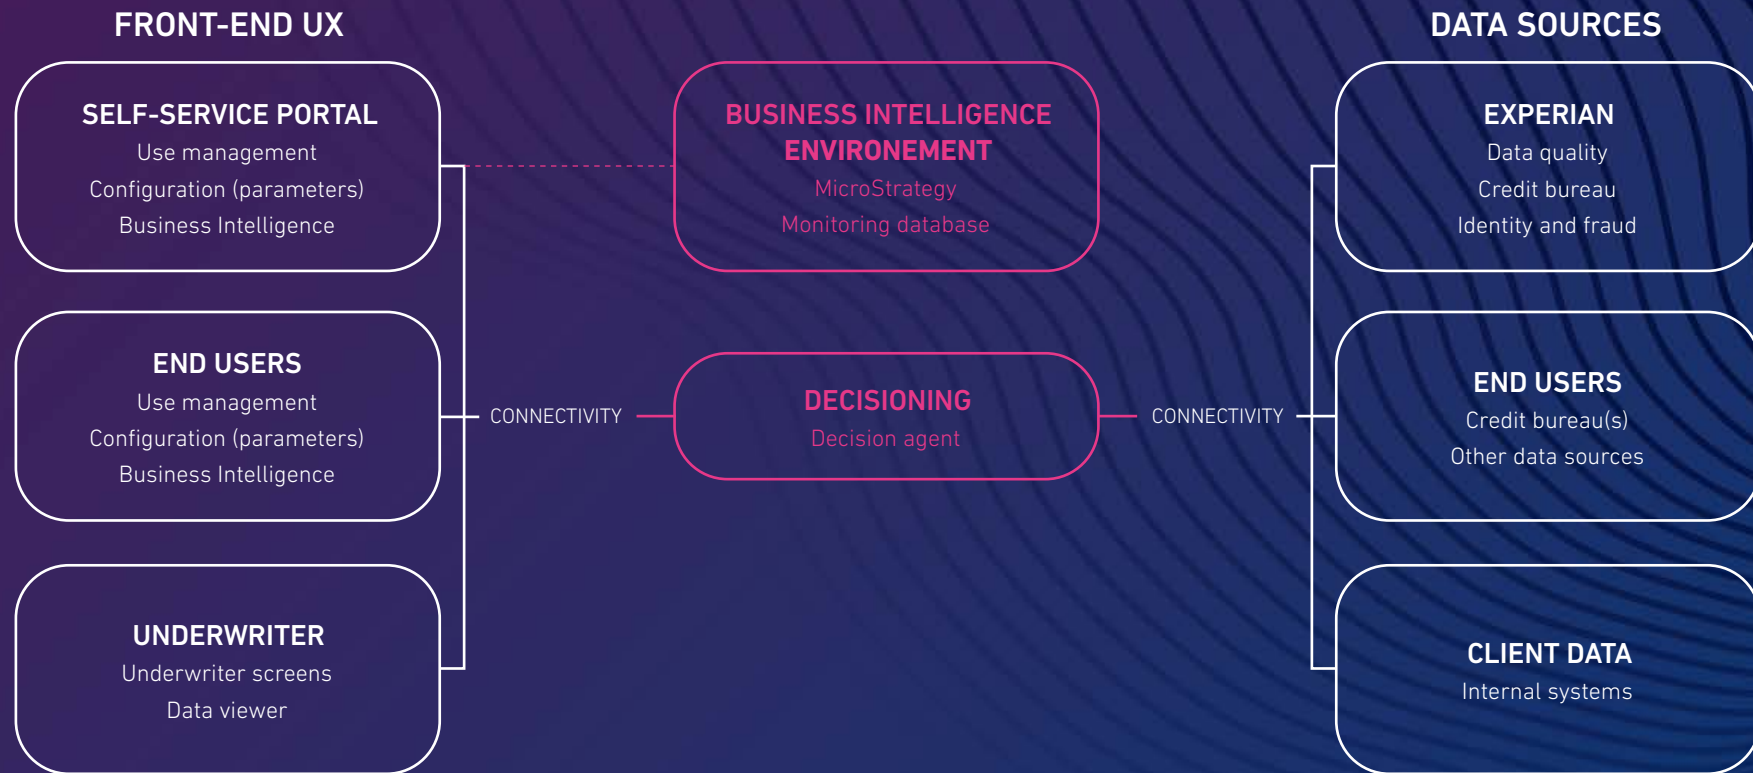 FRONT-END UX
SELF-SERVICE PORTAL
Use management
Configuration (parameters)
Business Intelligence
END USERS
Use management
Configuration (parameters)
Business Intelligence
UNDERWRITER
Underwriter screens
Data viewer
CONNECTIVITY
BUSINESS INTELLIGENCE
ENVIRONEMENT
MicroStrategy
Monitoring database
DECISIONING
Decision agent
CONNECTIVITY
DATA SOURCES
EXPERIAN
Data quality
Credit bureau
Identity and fraud
END USERS
Credit bureau(s)
Other data sources
CLIENT DATA
Internal systems